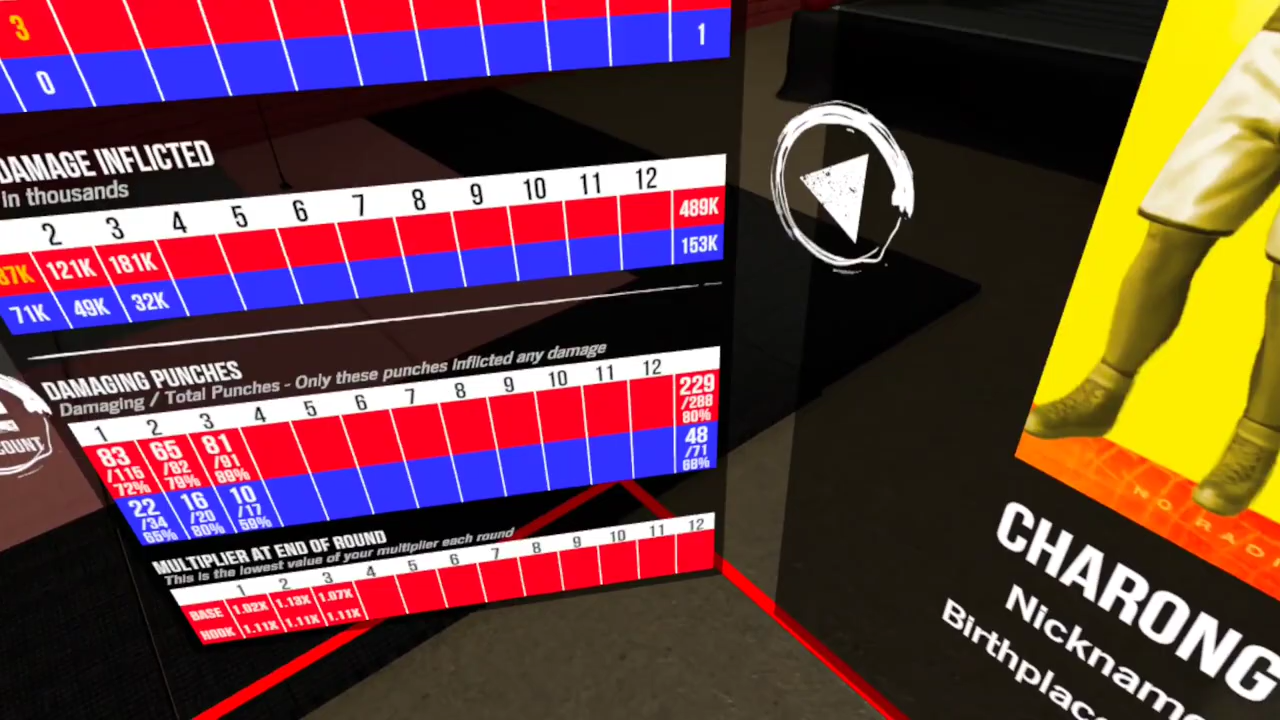 3
0 1
DAMAGE INFLICTED
In thousands
2 3 4 5 6 7 8 9 10 11 12
121K 181K 489K
71K 49K 32K 153K
DAMAGING PUNCHES
Damaging / Total Punches - Only these punches inflicted any damage
1 2 3 4 5 6 7 8 9 10 11 12
83 65 81 229
/115 /82 /91 /288
72% 79% 89% 80%
22 16 10 48
/34 /20 /17 /71
65% 80% 59% 68%
MULTIPLIER AT END OF ROUND
This is the lowest value of your multiplier each round
1 2 3 4 5 6 7 8 9 10 11 12
BASE 1.02X 1.13X 1.07X
HOOK 1.11X 1.11X 1.11X
COUNT
CHARONG
Nickname
Birthplace